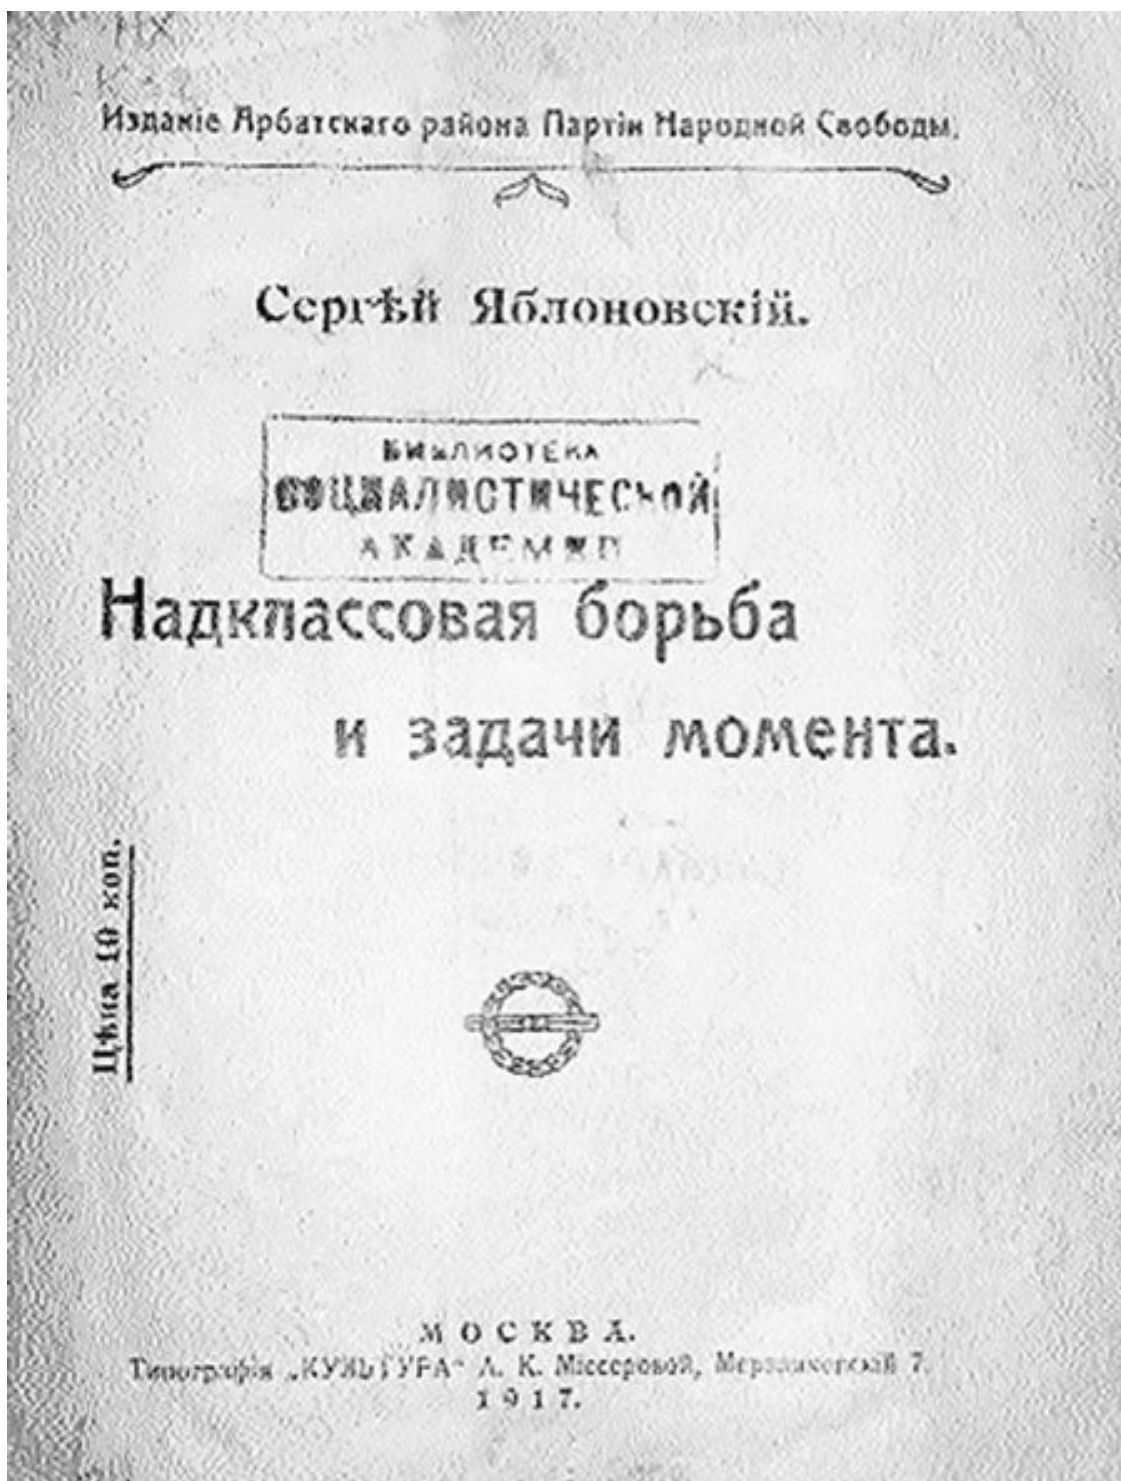 Изданіе Арбатскаго района Партіи Народной Свободы.
Сергѣй Яблоновскій.
БИБЛИОТЕКА
СОЦИАЛИСТИЧЕСКОЙ
АКАДЕМИИ
Надклассовая борьба
и задачи момента.
Цѣна 10 коп.
МОСКВА.
Типографія „КУЛЬТУРА“ А. К. Міссеровой, Мерзляковскій 7.
1917.